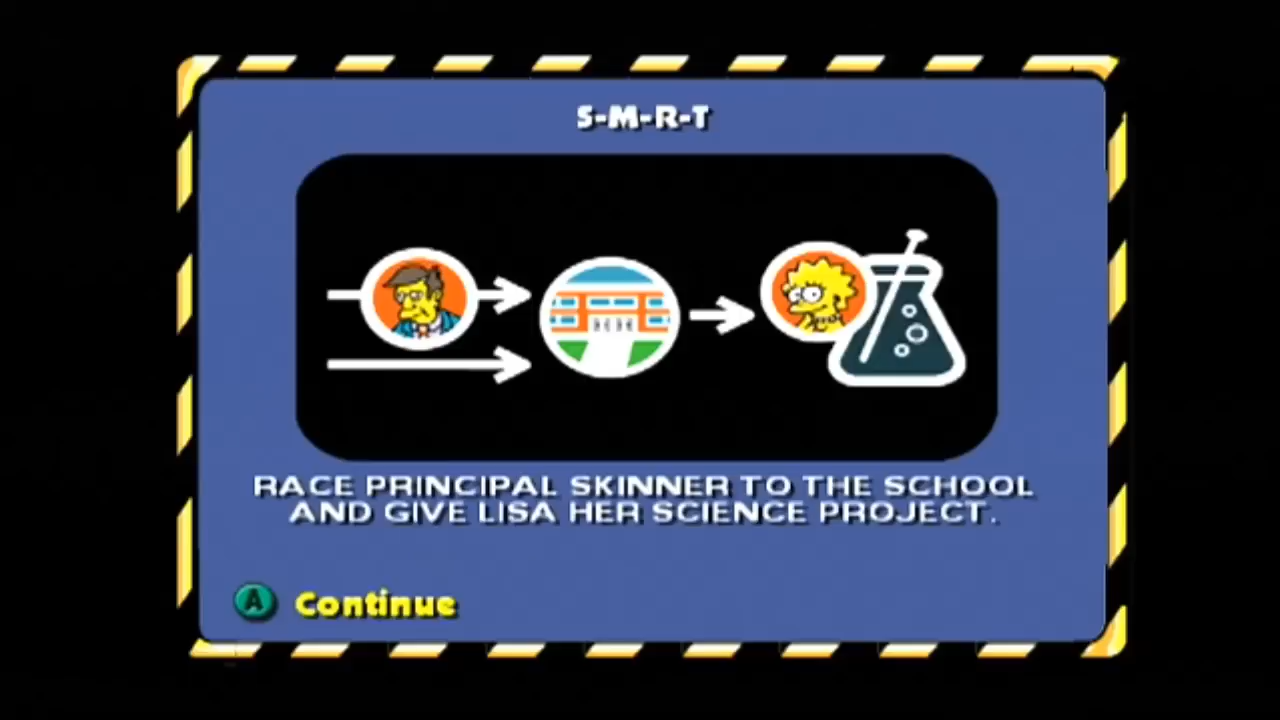 S-M-R-T
RACE PRINCIPAL SKINNER TO THE SCHOOL
AND GIVE LISA HER SCIENCE PROJECT.
A Continue